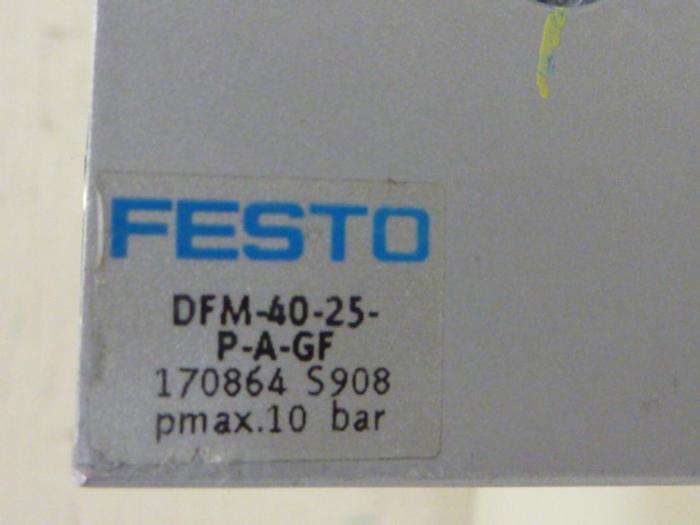 FESTO
DFM-40-25-
P-A-GF
170864 S908
pmax.10 bar